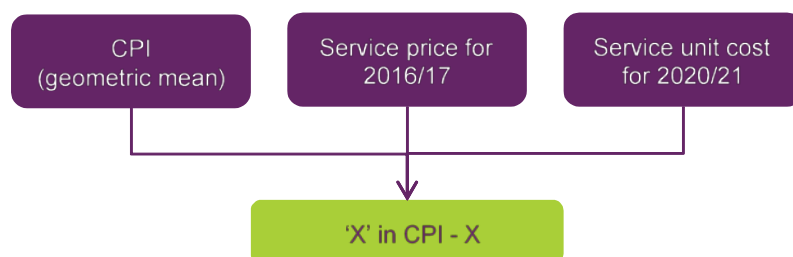 CPI
(geometric mean)
Service price for
2016/17
Service unit cost
for 2020/21
‘X’ in CPI - X